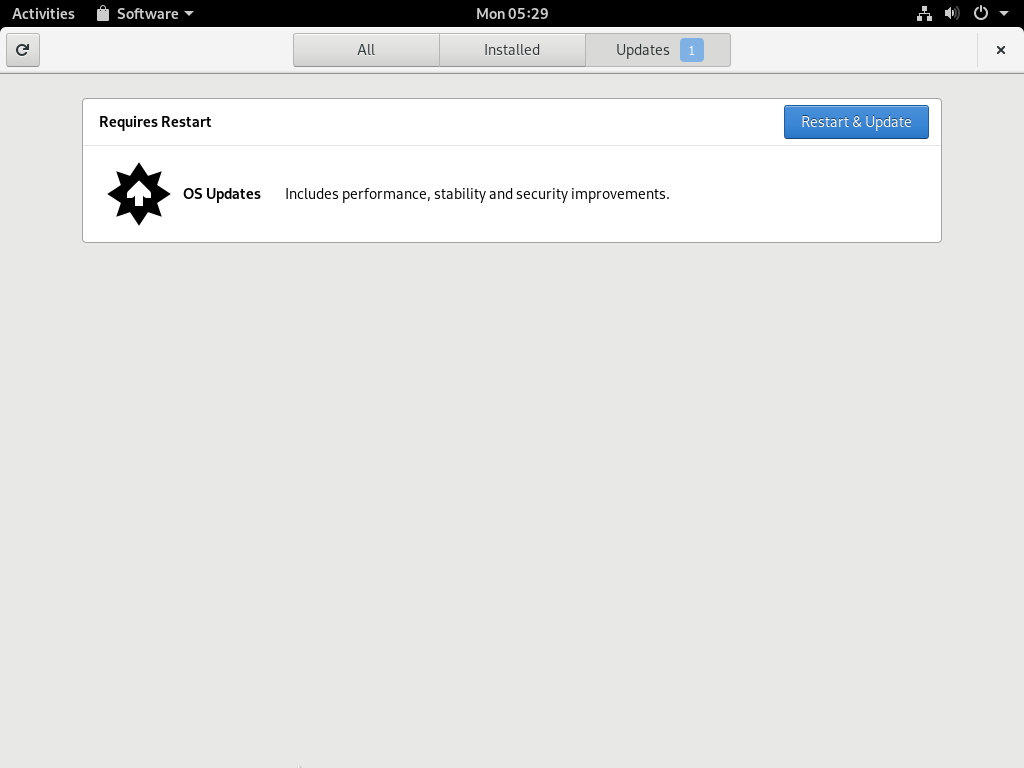 Activities Software Mon 05:29
All Installed Updates 1
Requires Restart Restart & Update
OS Updates Includes performance, stability and security improvements.